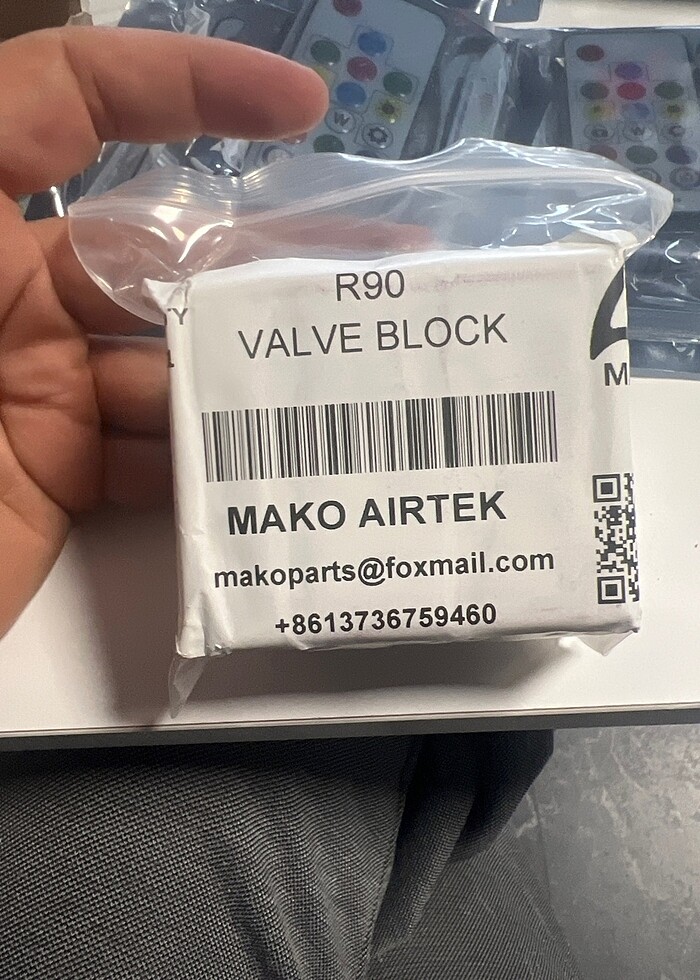 W
W
R90
VALVE BLOCK
Y
M
MAKO AIRTEK
makoparts@foxmail.com
+8613736759460